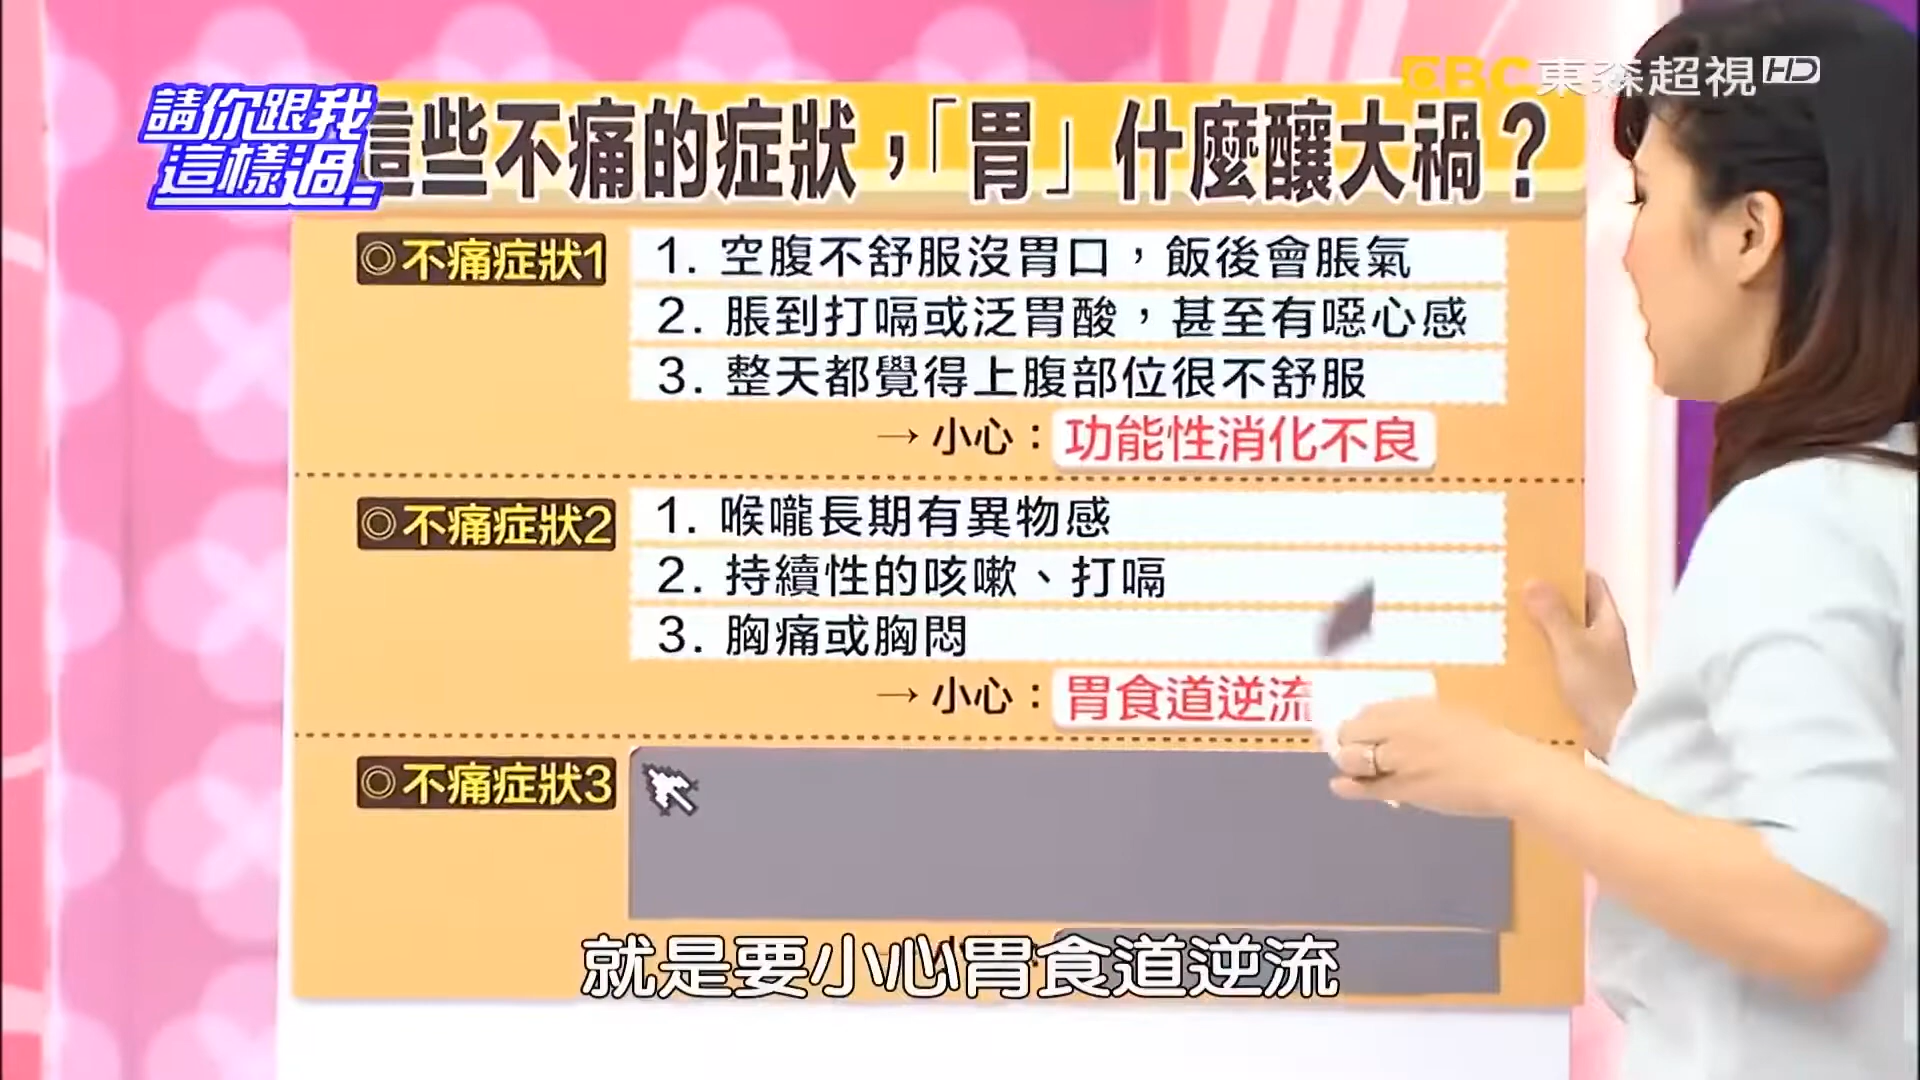 EBC東森超視HD
請你跟我
這樣過
這些不痛的症狀,「胃」什麼釀大禍?
◎不痛症狀1
1. 空腹不舒服沒胃口,飯後會脹氣
2. 脹到打嗝或泛胃酸,甚至有噁心感
3. 整天都覺得上腹部位很不舒服
→小心:功能性消化不良
◎不痛症狀2
1. 喉嚨長期有異物感
2. 持續性的咳嗽、打嗝
3. 胸痛或胸悶
→小心:胃食道逆流
◎不痛症狀3
就是要小心胃食道逆流